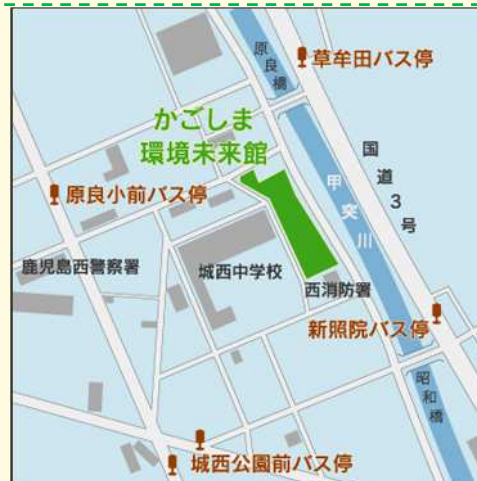 草牟田バス停
原良橋
かごしま
環境未来館
国道3号
甲突川
原良小前バス停
鹿児島西警察署
城西中学校
西消防署
新照院バス停
昭和橋
城西公園前バス停